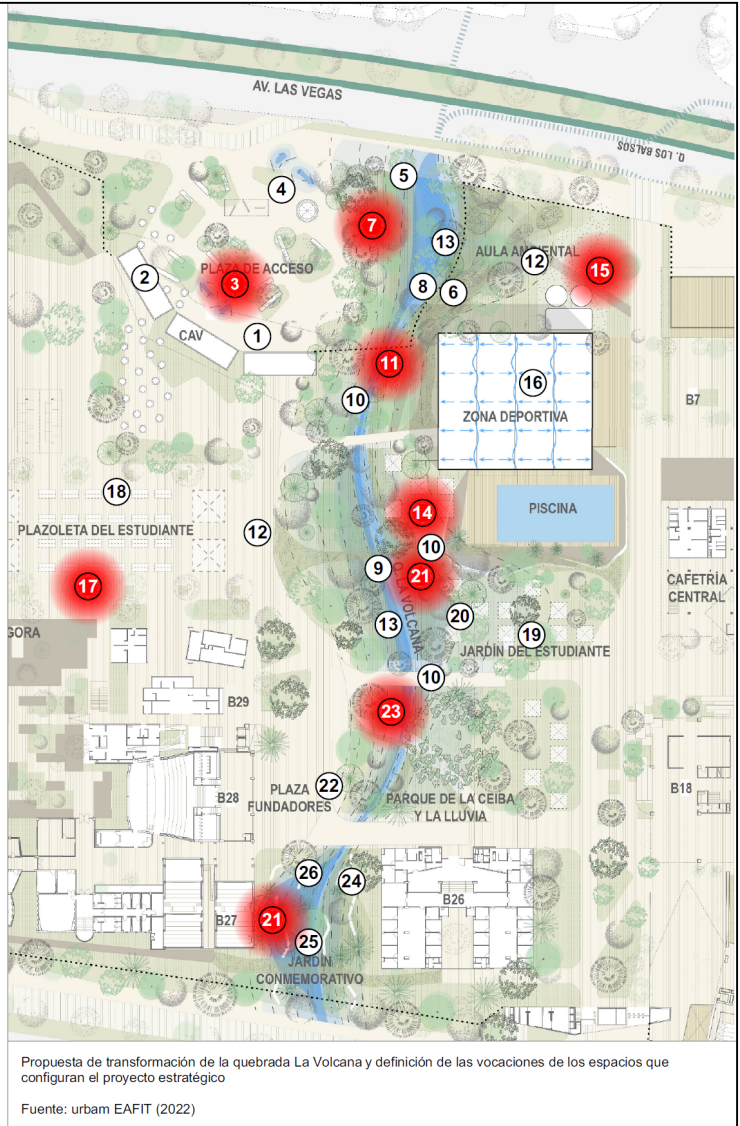 AV. LAS VEGAS
Q. LOS BALSOS
5
4
7
13
AULA AMBIENTAL
12
15
PLAZA DE ACCESO
2
3
8
6
1
CAV
11
10
16
ZONA DEPORTIVA
B7
18
PLAZOLETA DEL ESTUDIANTE
12
14
PISCINA
10
9
21
Q. LA VOLCANA
17
CAFETRÍA
CENTRAL
GORA
13
20
19
JARDÍN DEL ESTUDIANTE
10
B29
23
22
PLAZA
FUNDADORES
B28
PARQUE DE LA CEIBA
Y LA LLUVIA
B18
26
24
B27
21
B26
25
JARDÍN
CONMEMORATIVO
Propuesta de transformación de la quebrada La Volcana y definición de las vocaciones de los espacios que
configuran el proyecto estratégico
Fuente: urbam EAFIT (2022)